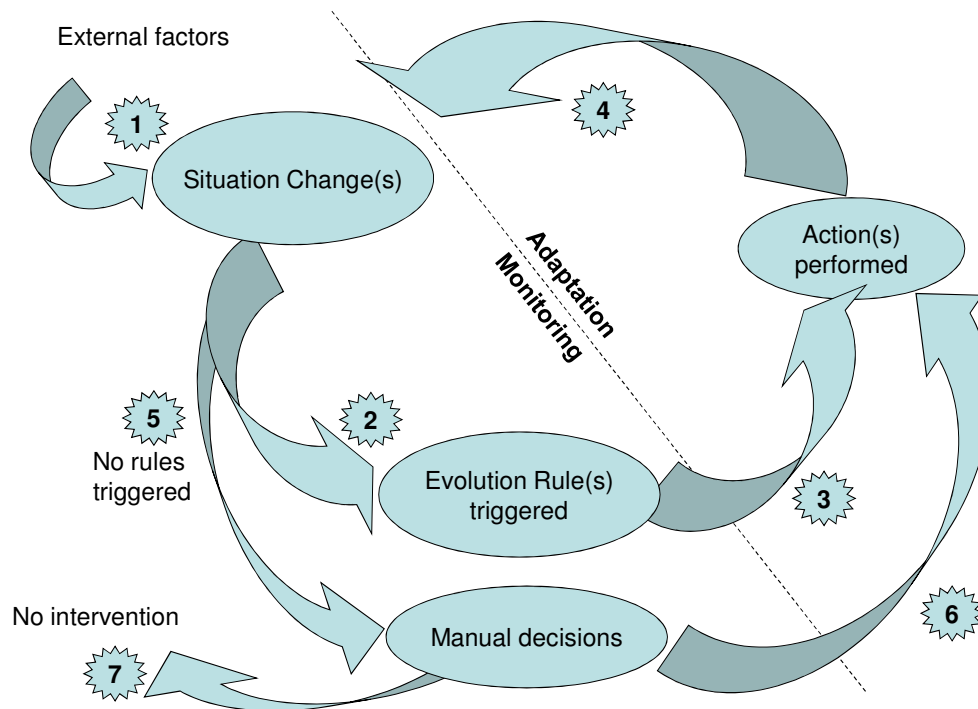 External factors
1
4
Situation Change(s)
Action(s)
performed
Adaptation
Monitoring
5
No rules
triggered
2
Evolution Rule(s)
triggered
3
No intervention
Manual decisions
6
7